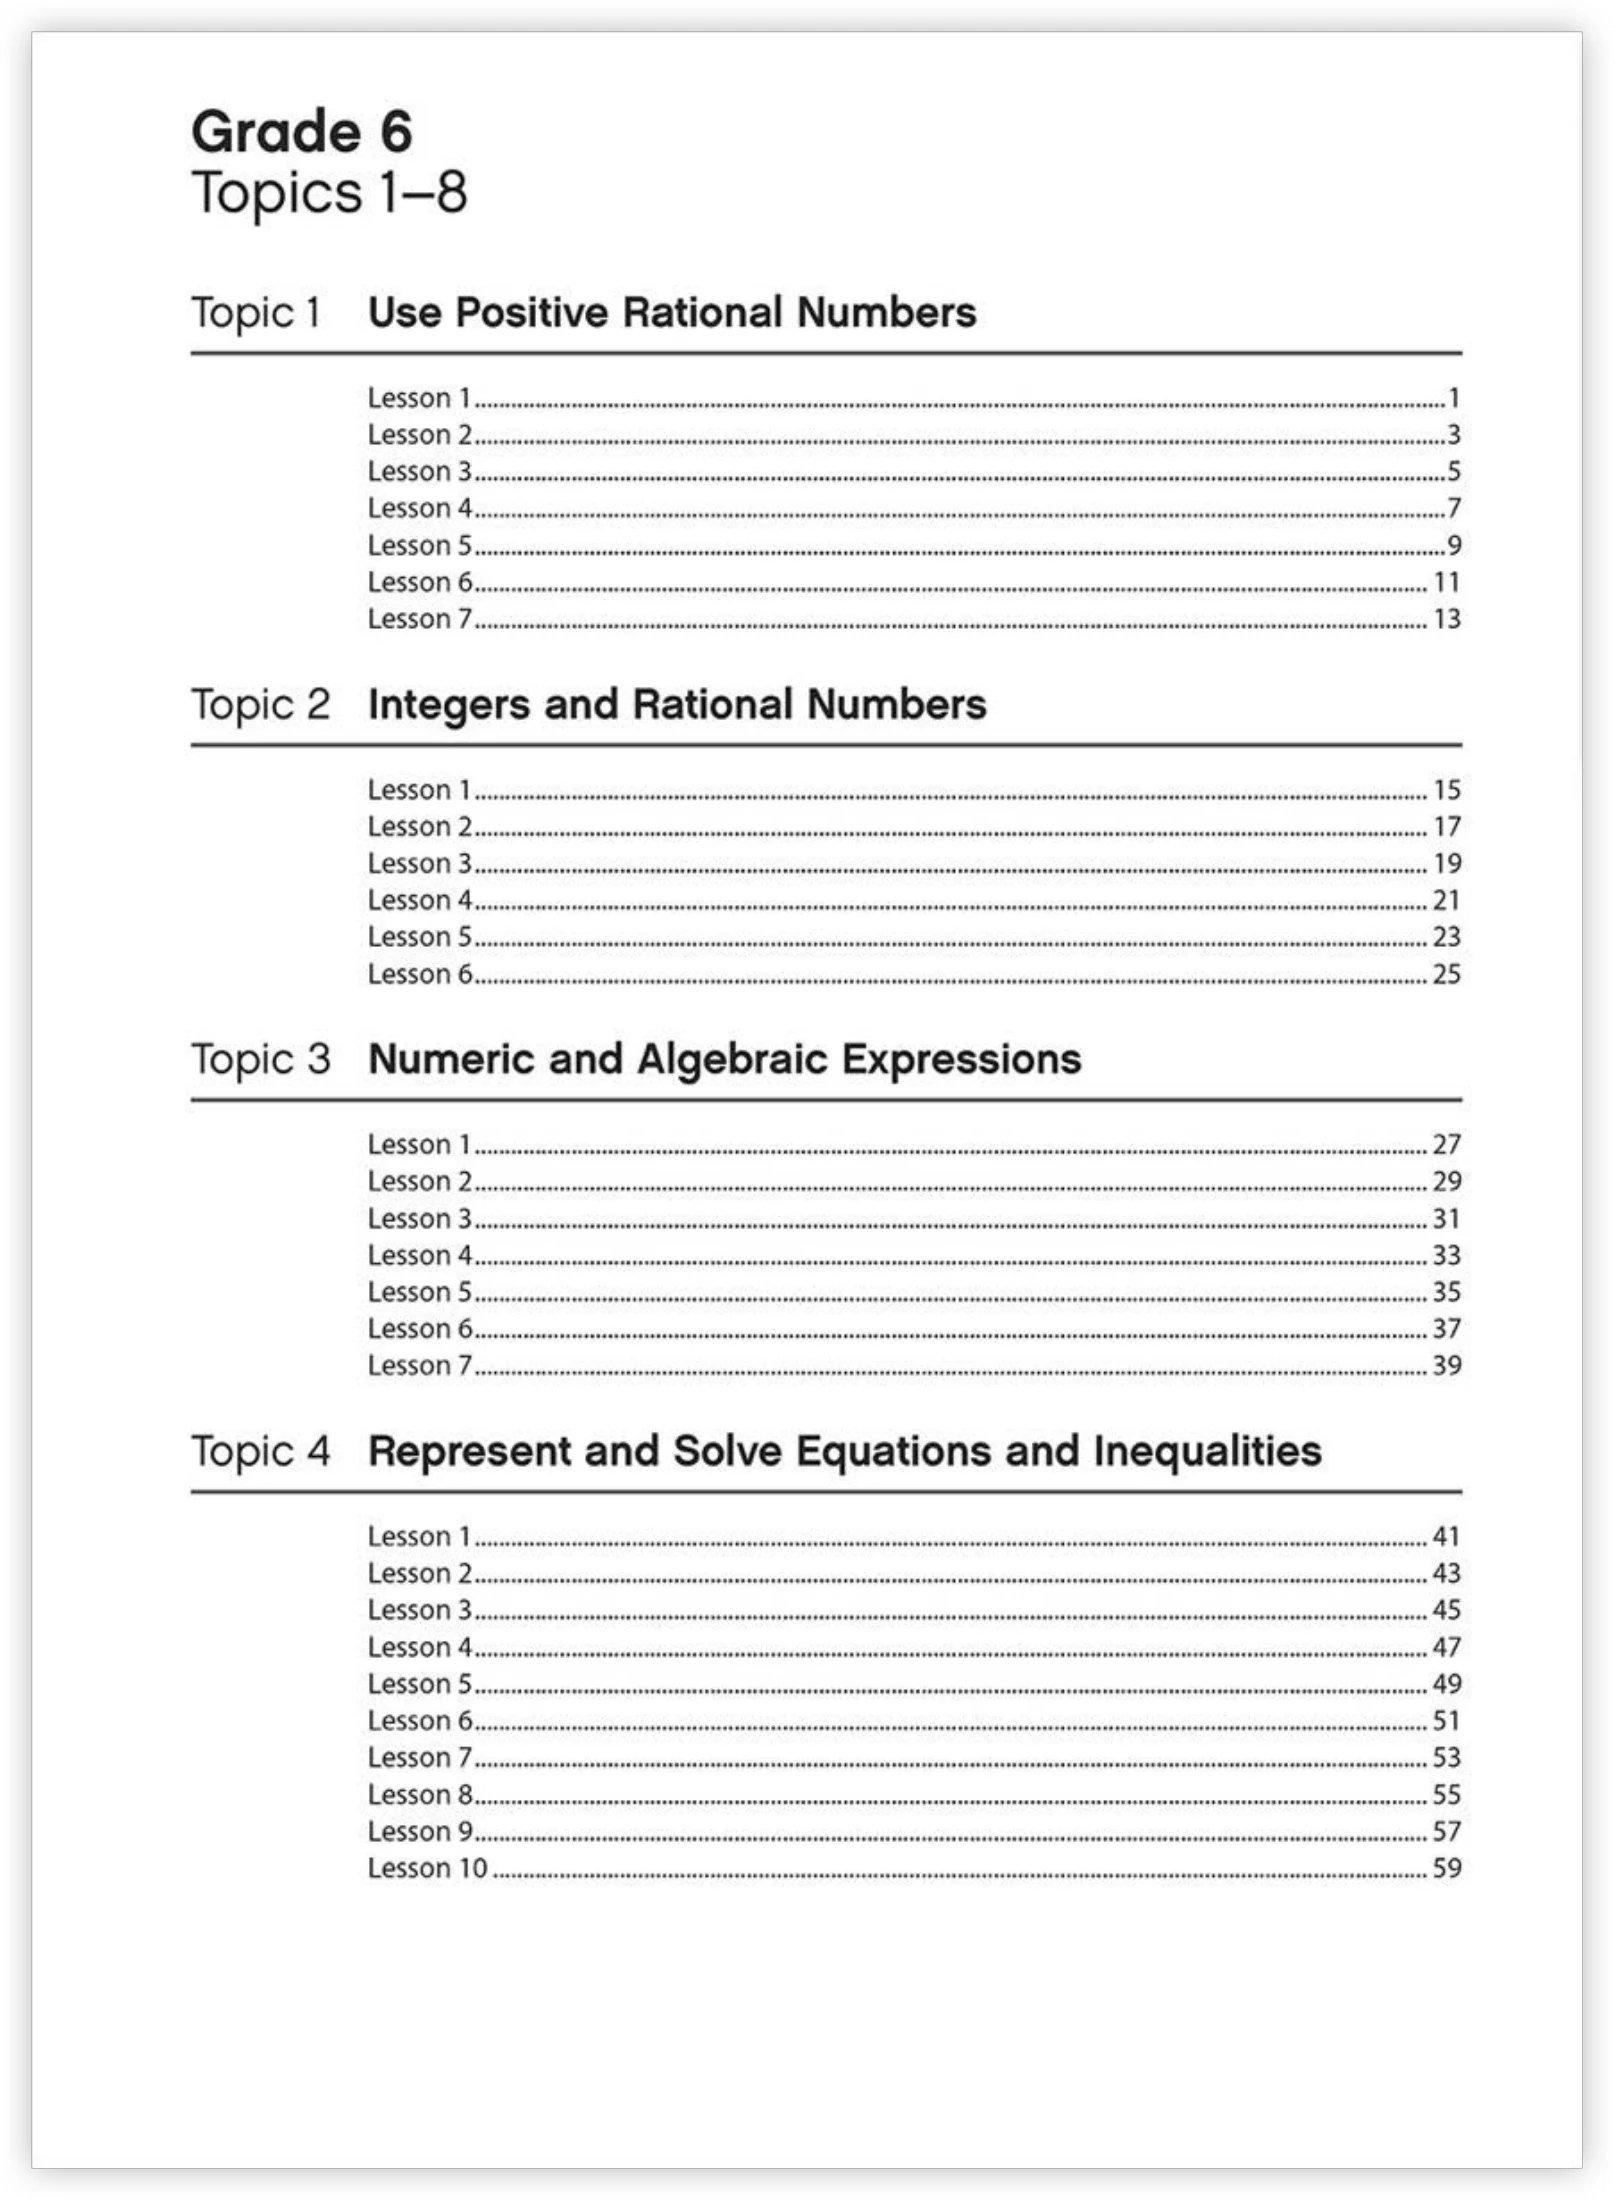 Grade 6
Topics 1–8
Topic 1 Use Positive Rational Numbers
Lesson 1 1
Lesson 2 3
Lesson 3 5
Lesson 4 7
Lesson 5 9
Lesson 6 11
Lesson 7 13
Topic 2 Integers and Rational Numbers
Lesson 1 15
Lesson 2 17
Lesson 3 19
Lesson 4 21
Lesson 5 23
Lesson 6 25
Topic 3 Numeric and Algebraic Expressions
Lesson 1 27
Lesson 2 29
Lesson 3 31
Lesson 4 33
Lesson 5 35
Lesson 6 37
Lesson 7 39
Topic 4 Represent and Solve Equations and Inequalities
Lesson 1 41
Lesson 2 43
Lesson 3 45
Lesson 4 47
Lesson 5 49
Lesson 6 51
Lesson 7 53
Lesson 8 55
Lesson 9 57
Lesson 10 59